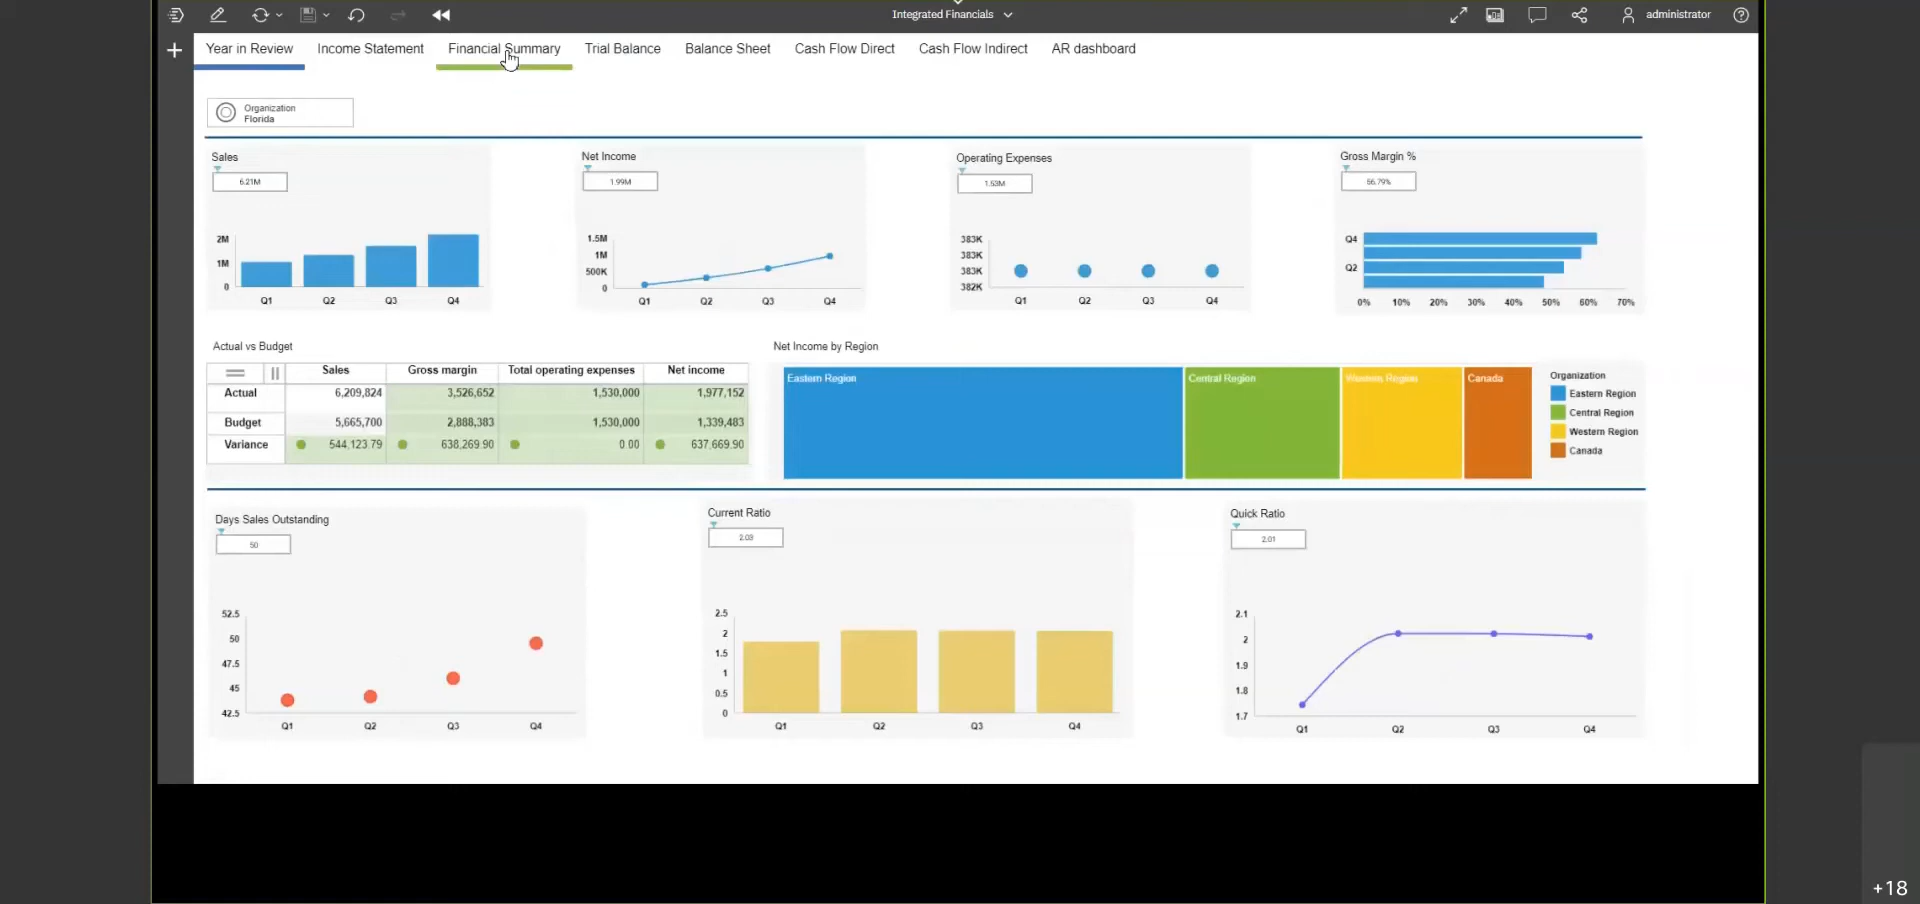 Integrated Financials
administrator
Year in Review Income Statement Financial Summary Trial Balance Balance Sheet Cash Flow Direct Cash Flow Indirect AR dashboard
Organization
Florida
Sales
6.21M
2M
1M
0
Q1 Q2 Q3 Q4
Net Income
1.99M
1.5M
1M
500K
0
Q1 Q2 Q3 Q4
Operating Expenses
1.53M
383K
383K
383K
382K
Q1 Q2 Q3 Q4
Gross Margin %
56.79%
Q4
Q2
0% 10% 20% 30% 40% 50% 60% 70%
Actual vs Budget
Sales Gross margin Total operating expenses Net income
Actual 6,209,824 3,526,652 1,530,000 1,977,152
Budget 5,665,700 2,888,383 1,530,000 1,339,483
Variance 544,123.79 638,269.90 0.00 637,669.90
Net Income by Region
Eastern Region Central Region Western Region Canada
Organization
Eastern Region
Central Region
Western Region
Canada
Days Sales Outstanding
50
52.5
50
47.5
45
42.5
Q1 Q2 Q3 Q4
Current Ratio
2.03
2.5
2
1.5
1
0.5
0
Q1 Q2 Q3 Q4
Quick Ratio
2.01
2.1
2
1.9
1.8
1.7
Q1 Q2 Q3 Q4
+18